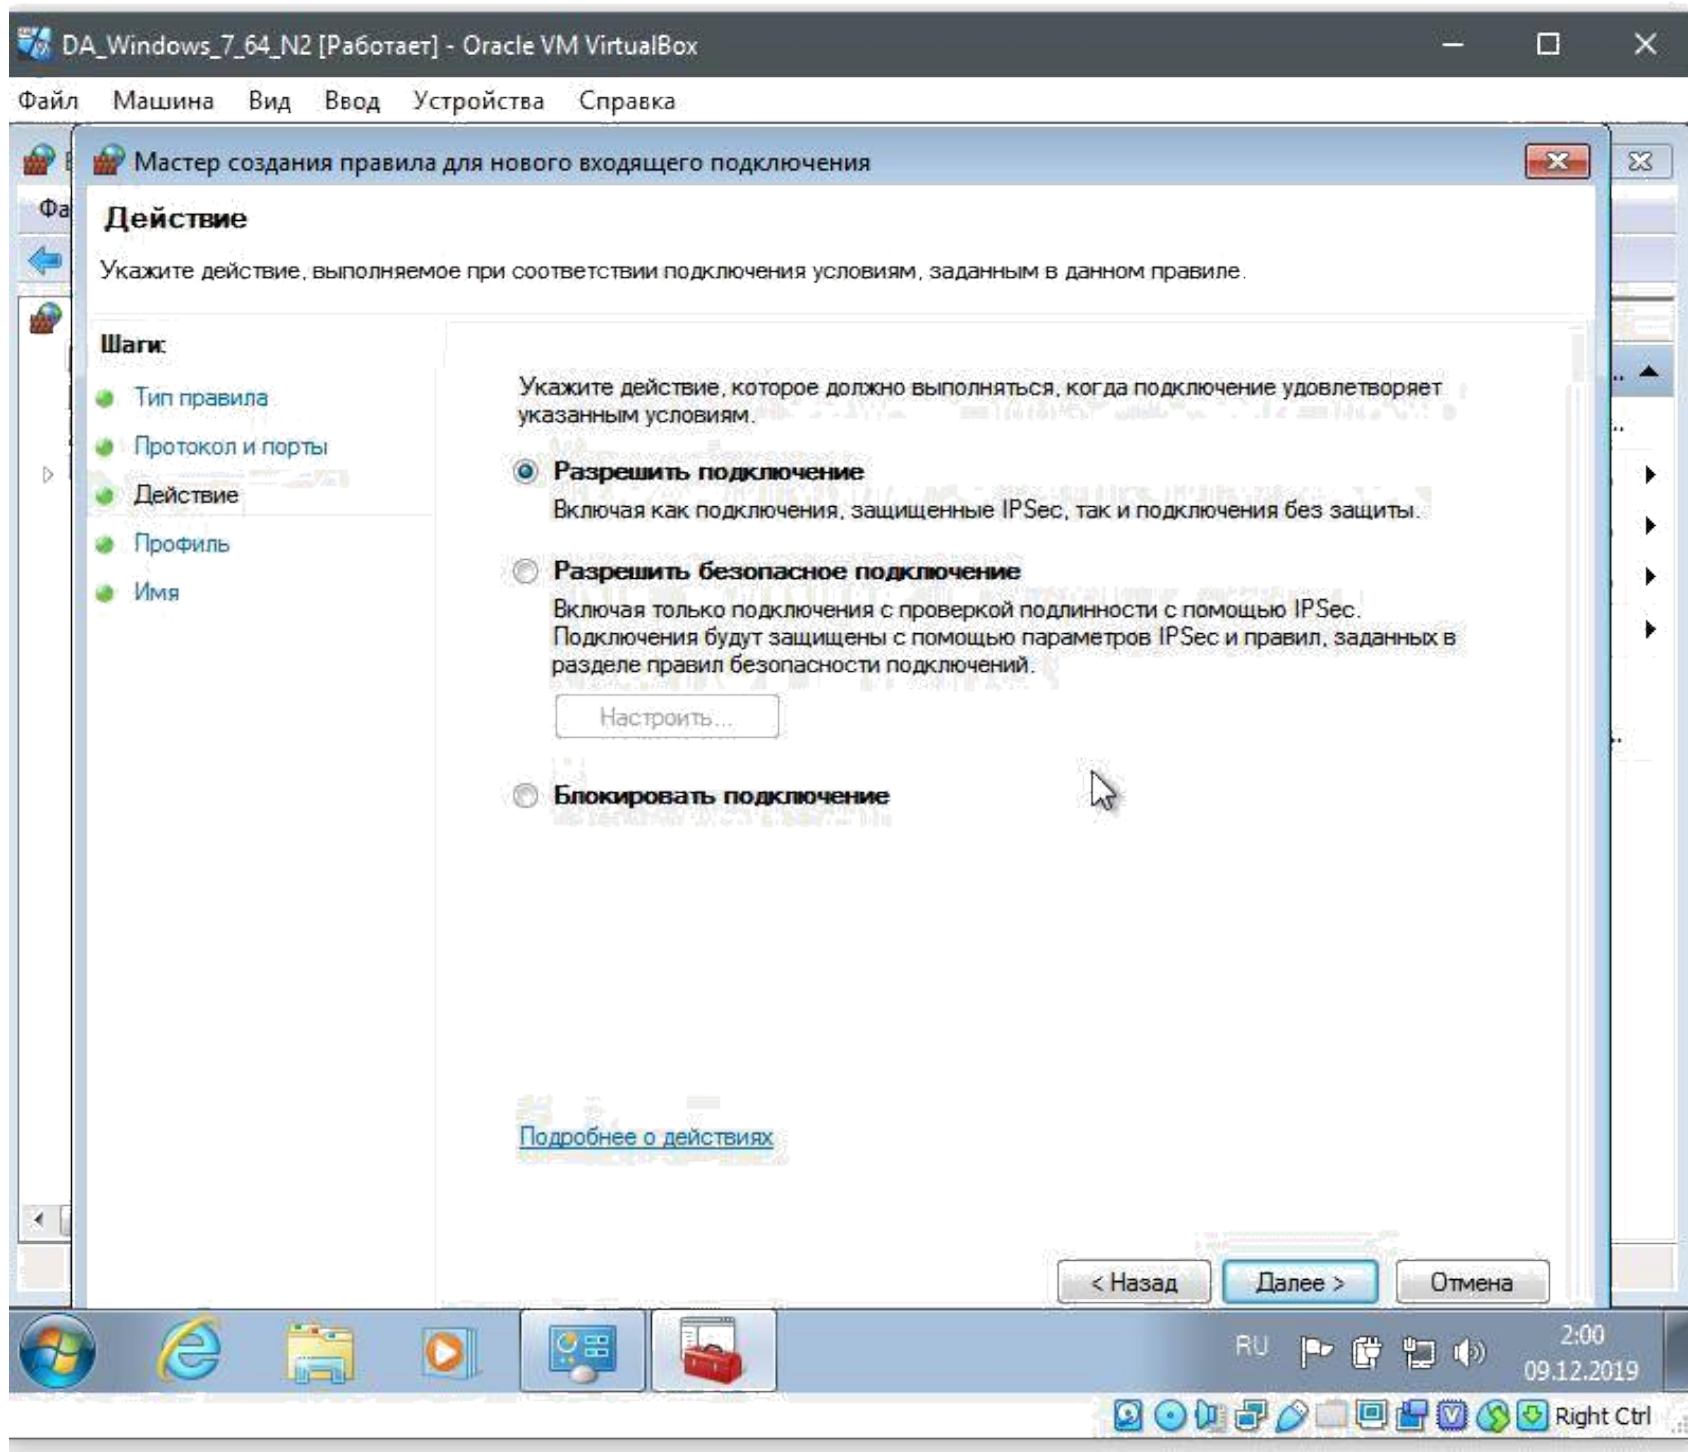 DA_Windows_7_64_N2 [Работает] - Oracle VM VirtualBox
Файл Машина Вид Ввод Устройства Справка
Мастер создания правила для нового входящего подключения
Фа
Действие
Укажите действие, выполняемое при соответствии подключения условиям, заданным в данном правиле.
Шаги:
Тип правила
Протокол и порты
Действие
Профиль
Имя
Укажите действие, которое должно выполняться, когда подключение удовлетворяет
указанным условиям.
Разрешить подключение
Включая как подключения, защищенные IPSec, так и подключения без защиты.
Разрешить безопасное подключение
Включая только подключения с проверкой подлинности с помощью IPSec.
Подключения будут защищены с помощью параметров IPSec и правил, заданных в
разделе правил безопасности подключений.
Настроить...
Блокировать подключение
Подробнее о действиях
< Назад Далее > Отмена
RU 2:00
09.12.2019
Right Ctrl